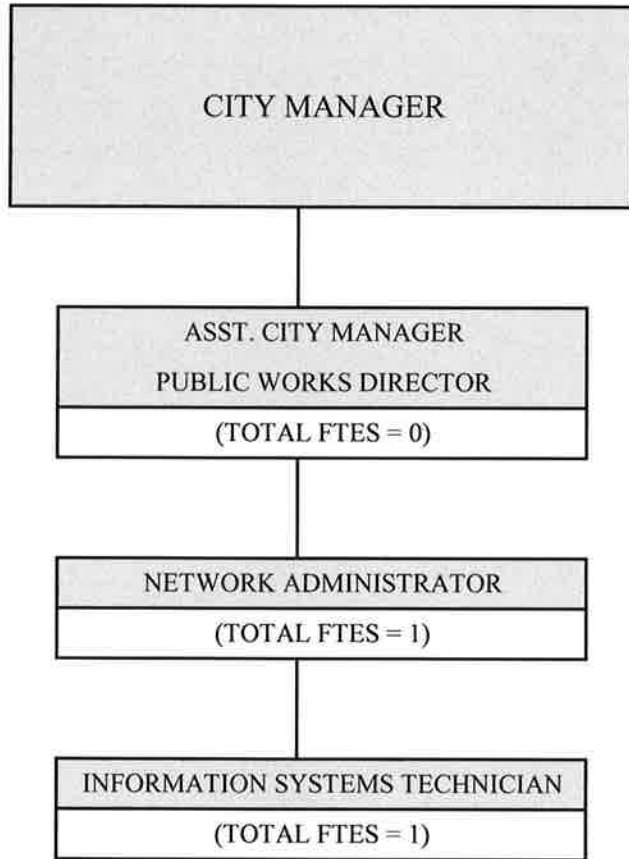 CITY MANAGER
ASST. CITY MANAGER
PUBLIC WORKS DIRECTOR
(TOTAL FTES = 0)
NETWORK ADMINISTRATOR
(TOTAL FTES = 1)
INFORMATION SYSTEMS TECHNICIAN
(TOTAL FTES = 1)